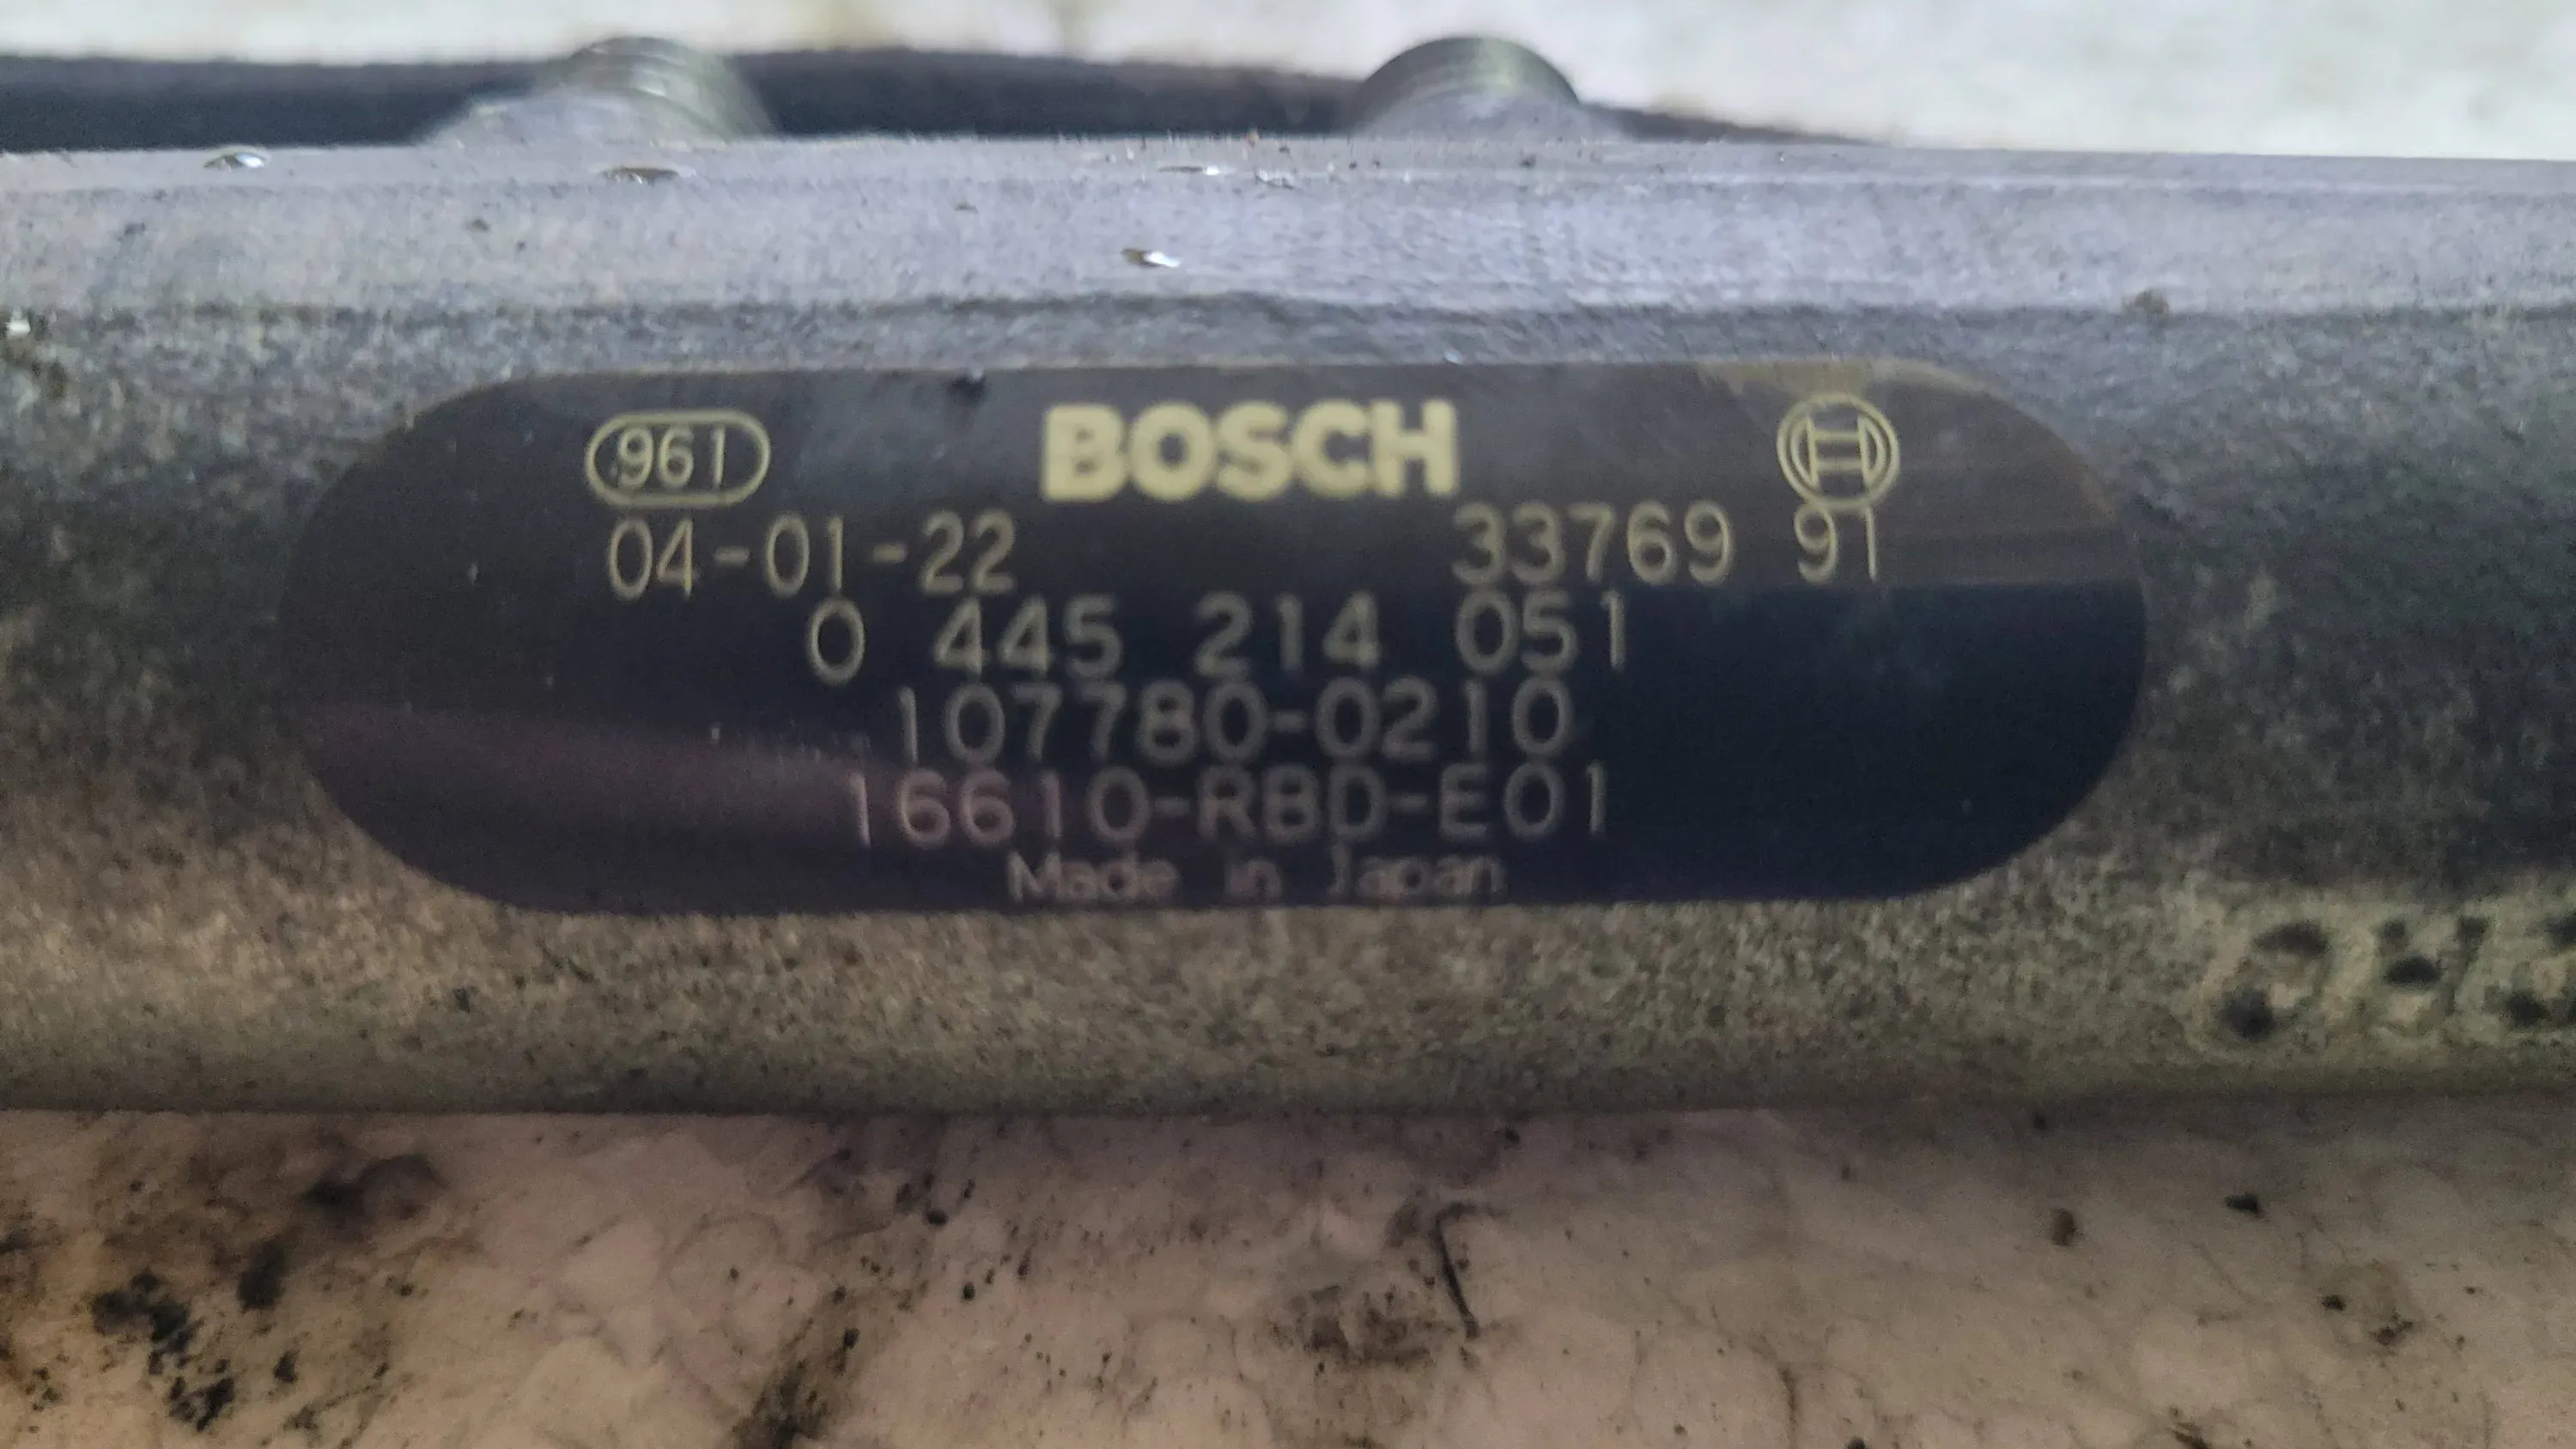 961 BOSCH
04-01-22 33769 91
0 445 214 051
107780-0210
16610-RBD-E01
Made in Japan